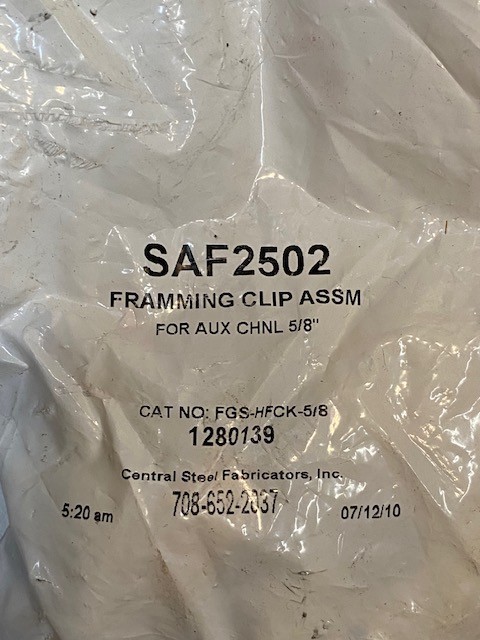 SAF2502
FRAMMING CLIP ASSM
FOR AUX CHNL 5/8"
CAT NO: FGS-HFCK-5/8
1280139
Central Steel Fabricators, Inc.
5:20 am 708-652-2037 07/12/10